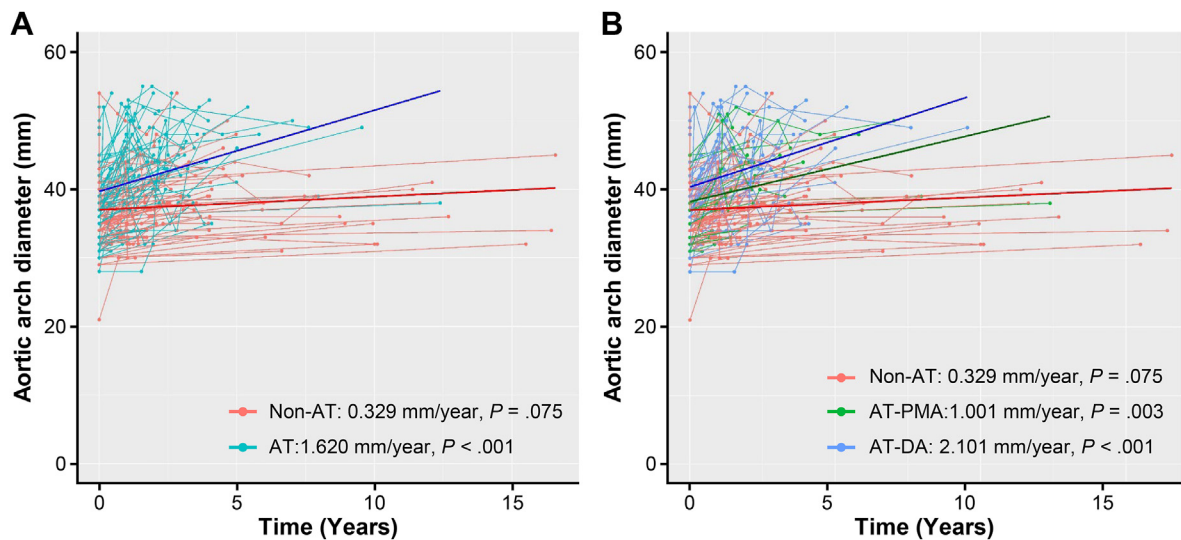 A
Aortic arch diameter (mm)
60
40
20
0
Non-AT: 0.329 mm/year, P = .075
AT:1.620 mm/year, P < .001
0 5 10 15
Time (Years)
B
Aortic arch diameter (mm)
60
40
20
0
Non-AT: 0.329 mm/year, P = .075
AT-PMA:1.001 mm/year, P = .003
AT-DA: 2.101 mm/year, P < .001
0 5 10 15
Time (Years)